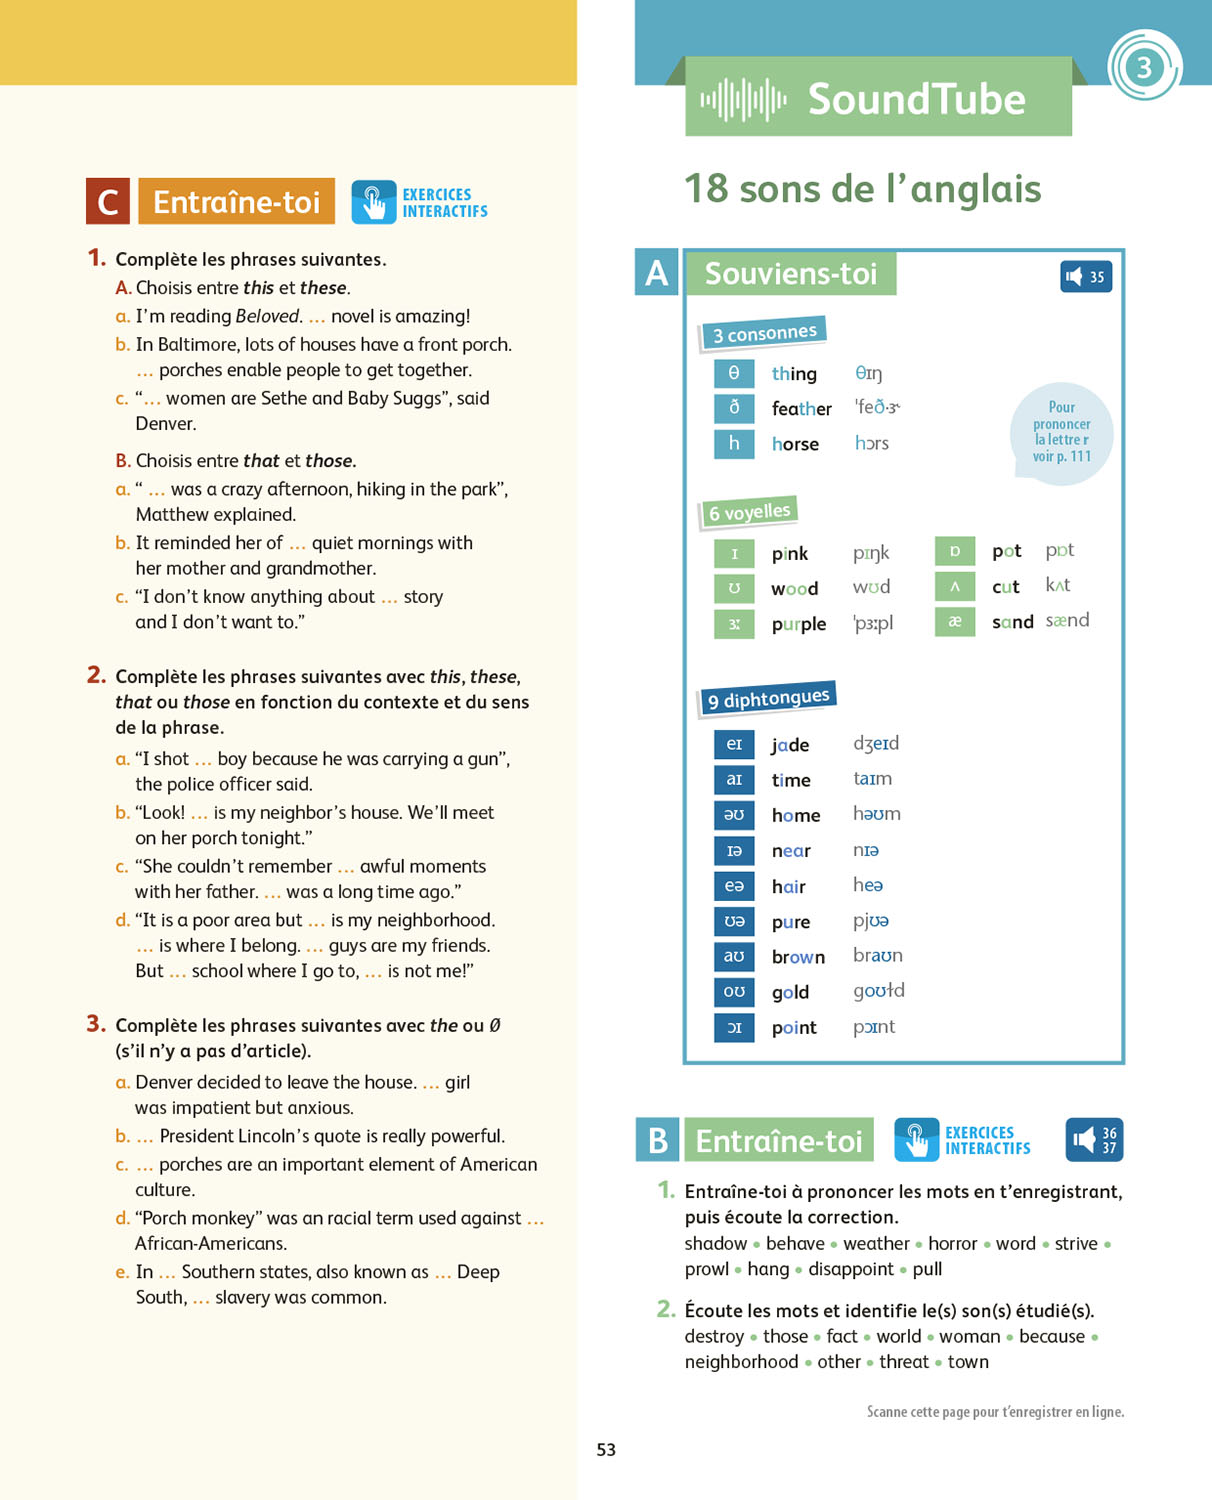 C Entraîne-toi
EXERCICES
INTERACTIFS
1. Complète les phrases suivantes.
A. Choisis entre this et these.
a. I’m reading Beloved. ... novel is amazing!
b. In Baltimore, lots of houses have a front porch.
... porches enable people to get together.
c. “... women are Sethe and Baby Suggs”, said
Denver.
B. Choisis entre that et those.
a. “ ... was a crazy afternoon, hiking in the park”,
Matthew explained.
b. It reminded her of ... quiet mornings with
her mother and grandmother.
c. “I don’t know anything about ... story
and I don’t want to.”
2. Complète les phrases suivantes avec this, these,
that ou those en fonction du contexte et du sens
de la phrase.
a. “I shot ... boy because he was carrying a gun”,
the police officer said.
b. “Look! ... is my neighbor’s house. We’ll meet
on her porch tonight.”
c. “She couldn’t remember ... awful moments
with her father. ... was a long time ago.”
d. “It is a poor area but ... is my neighborhood.
... is where I belong. ... guys are my friends.
But ... school where I go to, ... is not me!”
3. Complète les phrases suivantes avec the ou Ø
(s’il n’y a pas d’article).
a. Denver decided to leave the house. ... girl
was impatient but anxious.
b. ... President Lincoln’s quote is really powerful.
c. ... porches are an important element of American
culture.
d. “Porch monkey” was an racial term used against ...
African-Americans.
e. In ... Southern states, also known as ... Deep
South, ... slavery was common.
3
SoundTube
18 sons de l’anglais
A Souviens-toi
35
3 consonnes
θ thing θɪŋ
ð feather ˈfeð·ɝ
h horse hɔrs
Pour
prononcer
la lettre r
voir p. 111
6 voyelles
ɪ pink pɪŋk
ʊ wood wʊd
ɜː purple ˈpɜːpl
ɒ pot pɒt
ʌ cut kʌt
æ sand sænd
9 diphtongues
eɪ jade dʒeɪd
aɪ time taɪm
əʊ home həʊm
ɪə near nɪə
eə hair heə
ʊə pure pjʊə
aʊ brown braʊn
oʊ gold goʊɫd
ɔɪ point pɔɪnt
B Entraîne-toi
EXERCICES
INTERACTIFS
36
37
1. Entraîne-toi à prononcer les mots en t’enregistrant,
puis écoute la correction.
shadow • behave • weather • horror • word • strive •
prowl • hang • disappoint • pull
2. Écoute les mots et identifie le(s) son(s) étudié(s).
destroy • those • fact • world • woman • because •
neighborhood • other • threat • town
Scanne cette page pour t’enregistrer en ligne.
53